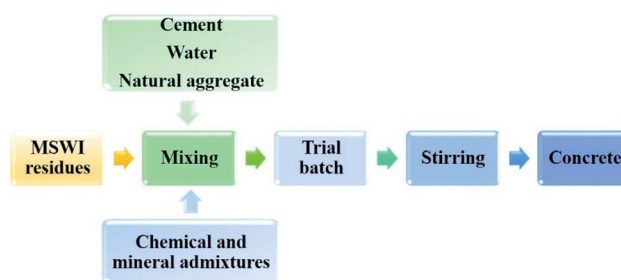 Cement
Water
Natural aggregate
MSWI
residues
Mixing
Trial
batch
Stirring
Concrete
Chemical and
mineral admixtures